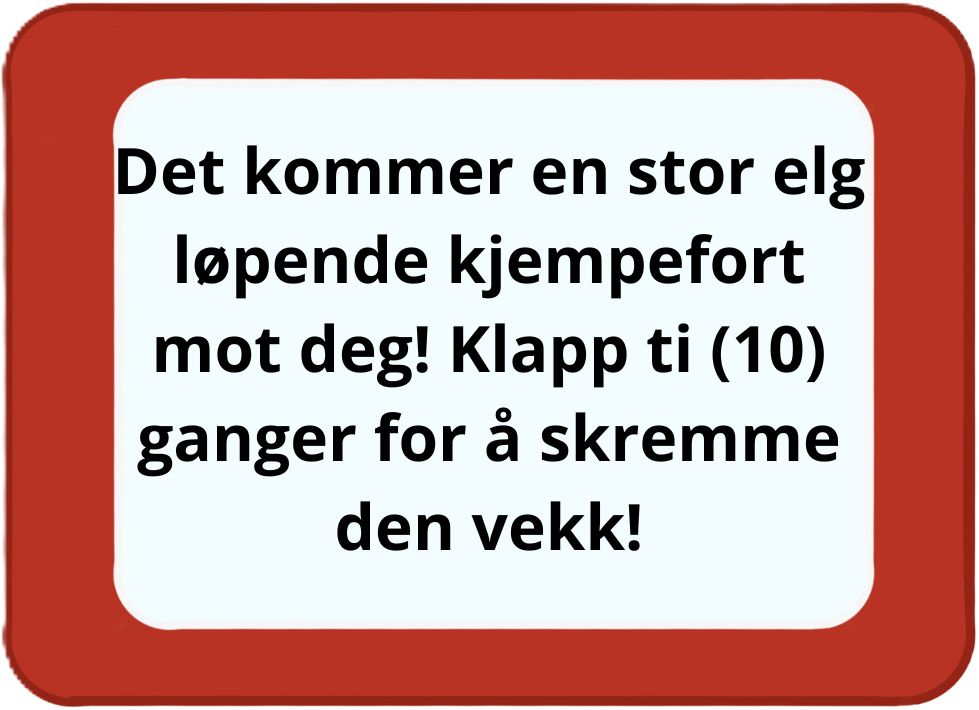 Det kommer en stor elg
løpende kjempefort
mot deg! Klapp ti (10)
ganger for å skremme
den vekk!